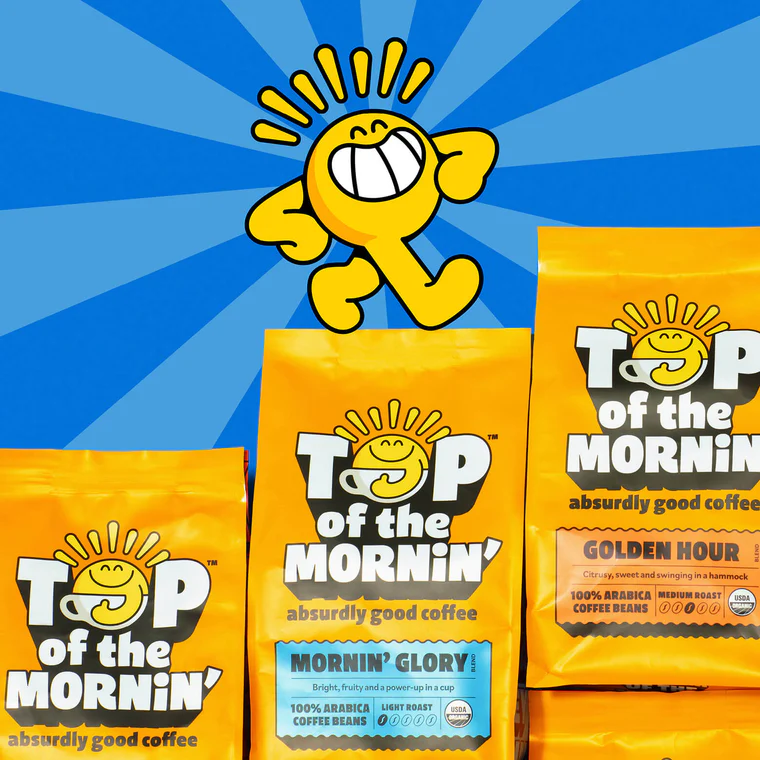 TOP™
of the
MORNiN'
absurdly good coffee
TOP™
of the
MORNiN'
absurdly good coffee
MORNIN' GLORY BLEND
Bright, fruity and a power-up in a cup
100% ARABICA
COFFEE BEANS
LIGHT ROAST
USDA
ORGANIC
TOP
of the
MORNiN
absurdly good coffee
GOLDEN HOUR BLEND
Citrusy, sweet and swinging in a hammock
100% ARABICA
COFFEE BEANS
MEDIUM ROAST
USDA
ORGANIC